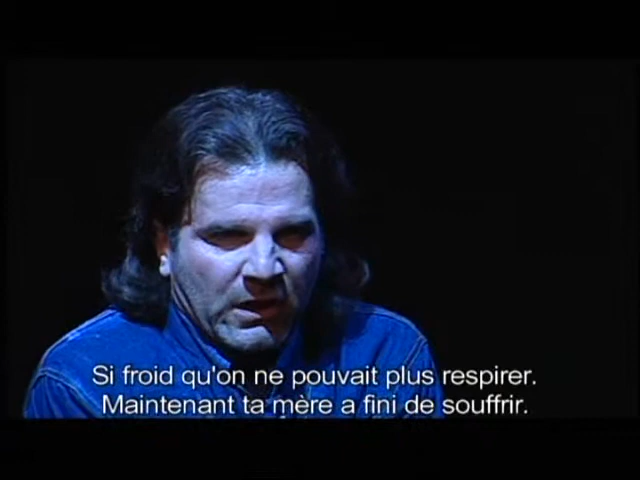 Si froid qu'on ne pouvait plus respirer.
Maintenant ta mère a fini de souffrir.